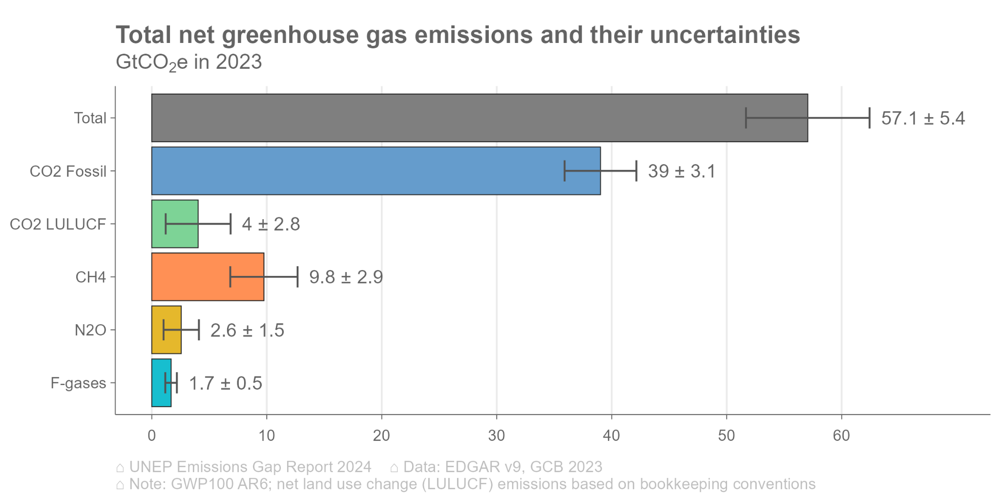 Total net greenhouse gas emissions and their uncertainties
GtCO₂e in 2023
Total
57.1 ± 5.4
CO2 Fossil
39 ± 3.1
CO2 LULUCF
4 ± 2.8
CH4
9.8 ± 2.9
N2O
2.6 ± 1.5
F-gases
1.7 ± 0.5
0 10 20 30 40 50 60
⌂ UNEP Emissions Gap Report 2024 ⌂ Data: EDGAR v9, GCB 2023
⌂ Note: GWP100 AR6; net land use change (LULUCF) emissions based on bookkeeping conventions